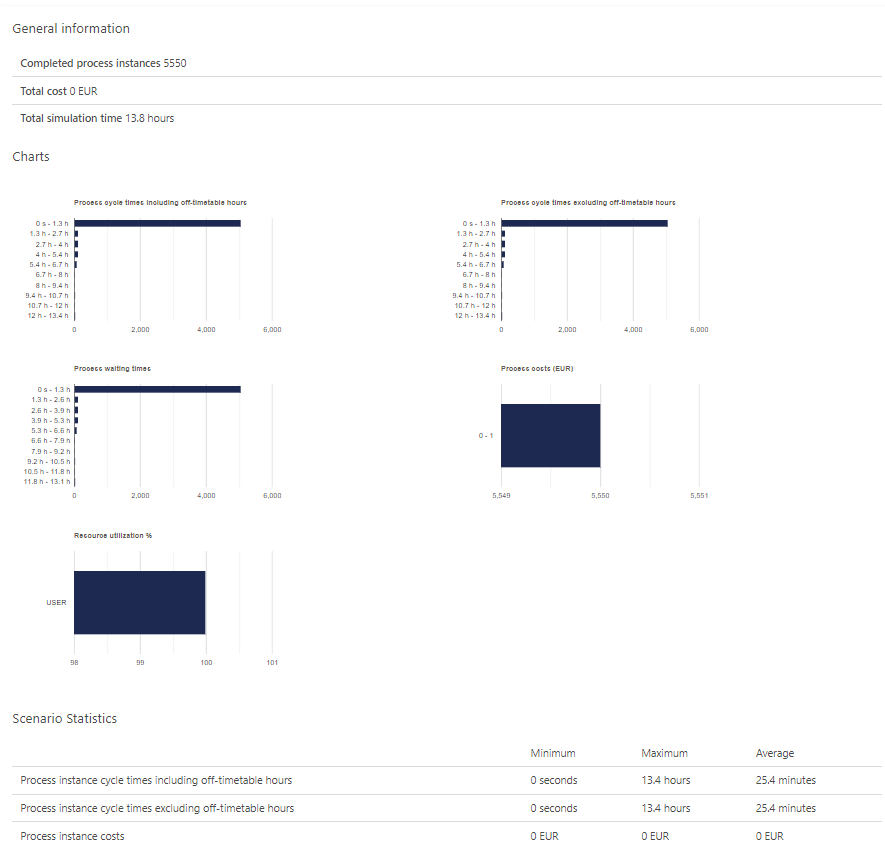 General information
Completed process instances 5550
Total cost 0 EUR
Total simulation time 13.8 hours
Charts
Process cycle times including off-timetable hours
0 s - 1.3 h
1.3 h - 2.7 h
2.7 h - 4 h
4 h - 5.4 h
5.4 h - 6.7 h
6.7 h - 8 h
8 h - 9.4 h
9.4 h - 10.7 h
10.7 h - 12 h
12 h - 13.4 h
0 2,000 4,000 6,000
Process cycle times excluding off-timetable hours
0 s - 1.3 h
1.3 h - 2.7 h
2.7 h - 4 h
4 h - 5.4 h
5.4 h - 6.7 h
6.7 h - 8 h
8 h - 9.4 h
9.4 h - 10.7 h
10.7 h - 12 h
12 h - 13.4 h
0 2,000 4,000 6,000
Process waiting times
0 s - 1.3 h
1.3 h - 2.6 h
2.6 h - 3.9 h
3.9 h - 5.3 h
5.3 h - 6.6 h
6.6 h - 7.9 h
7.9 h - 9.2 h
9.2 h - 10.5 h
10.5 h - 11.8 h
11.8 h - 13.1 h
0 2,000 4,000 6,000
Process costs (EUR)
0 - 1
5,549 5,550 5,551
Resource utilization %
USER
98 99 100 101
Scenario Statistics
Minimum Maximum Average
Process instance cycle times including off-timetable hours 0 seconds 13.4 hours 25.4 minutes
Process instance cycle times excluding off-timetable hours 0 seconds 13.4 hours 25.4 minutes
Process instance costs 0 EUR 0 EUR 0 EUR